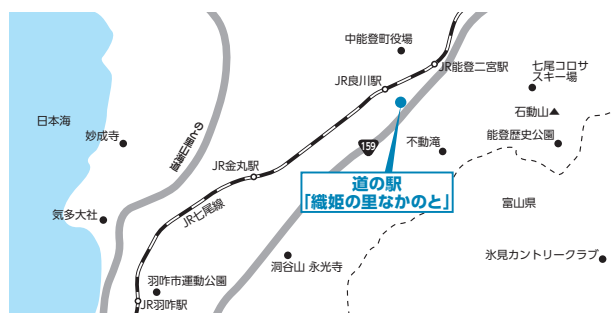 中能登町役場
JR能登二宮駅
JR良川駅
七尾コロサ
スキー場
日本海
妙成寺
のと里山海道
石動山
能登歴史公園
159
不動滝
JR金丸駅
道の駅
「織姫の里なかのと」
富山県
気多大社
JR七尾線
洞谷山 永光寺
氷見カントリークラブ
羽咋市運動公園
JR羽咋駅